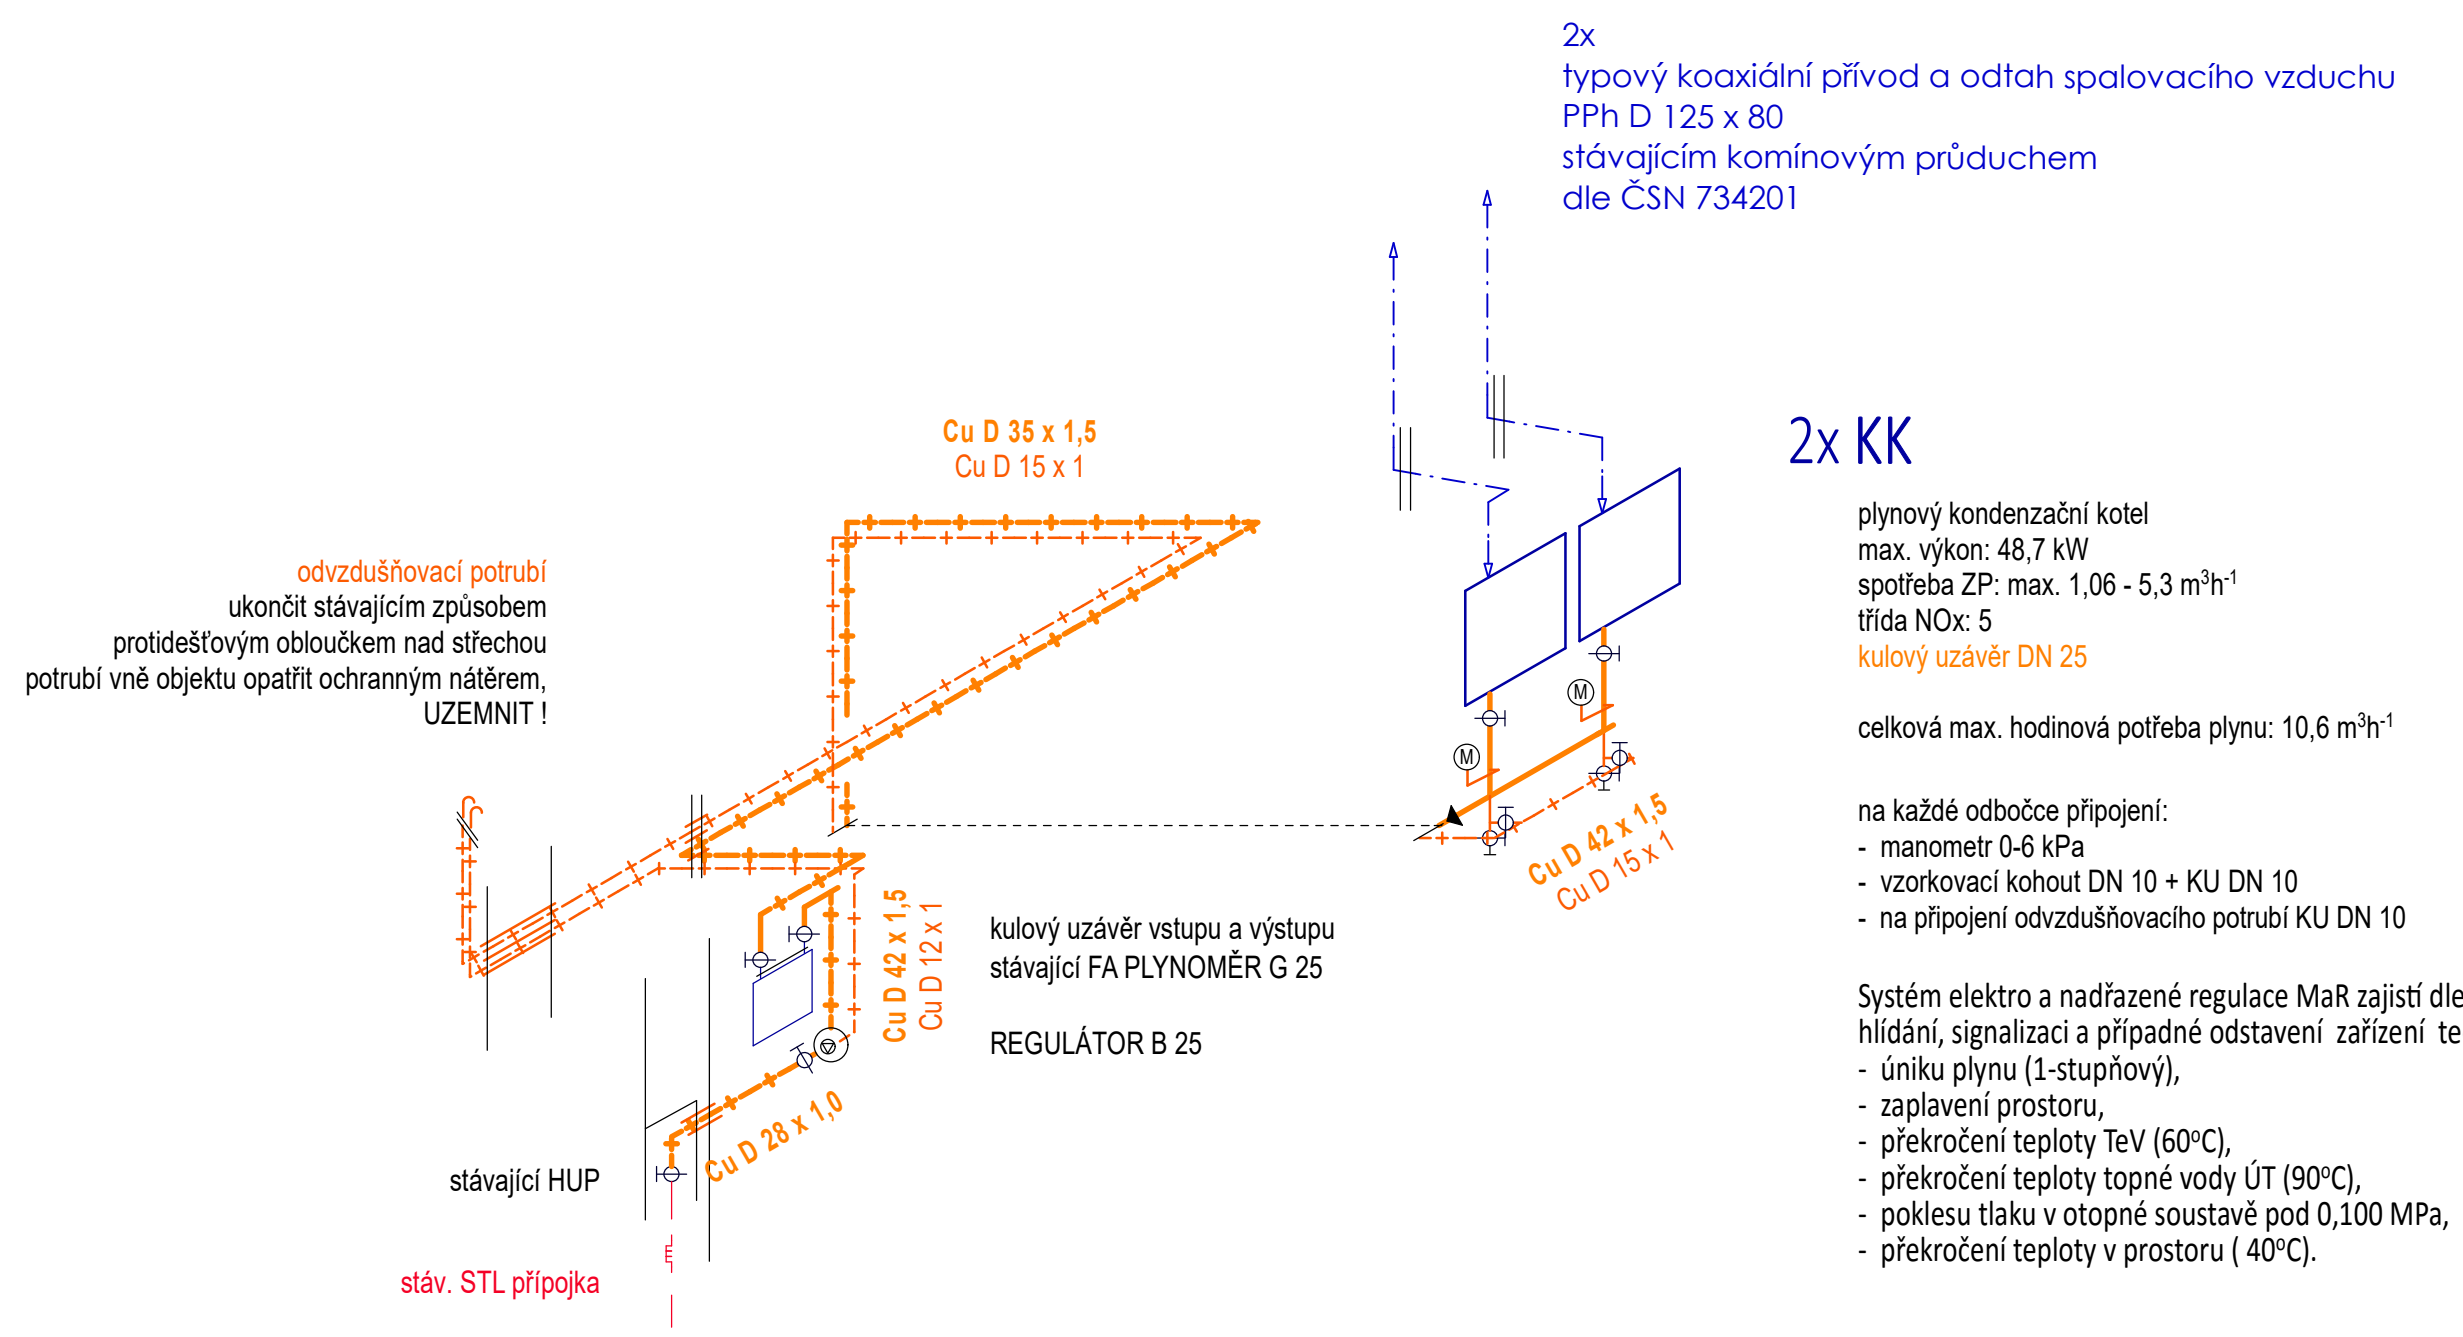 2x
typový koaxiální přívod a odtah spalovacího vzduchu
PPh D 125 x 80
stávajícím komínovým průduchem
dle ČSN 734201
2x KK
plynový kondenzační kotel
max. výkon: 48,7 kW
spotřeba ZP: max. 1,06 - 5,3 m³h⁻¹
třída NOx: 5
kulový uzávěr DN 25
celková max. hodinová potřeba plynu: 10,6 m³h⁻¹
na každé odbočce připojení:
- manometr 0-6 kPa
- vzorkovací kohout DN 10 + KU DN 10
- na připojení odvzdušňovacího potrubí KU DN 10
Systém elektro a nadřazené regulace MaR zajistí dle
hlídání, signalizaci a případné odstavení zařízení te
- úniku plynu (1-stupňový),
- zaplavení prostoru,
- překročení teploty TeV (60ºC),
- překročení teploty topné vody ÚT (90ºC),
- poklesu tlaku v otopné soustavě pod 0,100 MPa,
- překročení teploty v prostoru ( 40ºC).
Cu D 35 x 1,5
Cu D 15 x 1
odvzdušňovací potrubí
ukončit stávajícím způsobem
protidešťovým obloučkem nad střechou
potrubí vně objektu opatřit ochranným nátěrem,
UZEMNIT !
M
M
Cu D 42 x 1,5
Cu D 15 x 1
Cu D 42 x 1,5
Cu D 12 x 1
kulový uzávěr vstupu a výstupu
stávající FA PLYNOMĚR G 25
REGULÁTOR B 25
Cu D 28 x 1,0
stávající HUP
stáv. STL přípojka